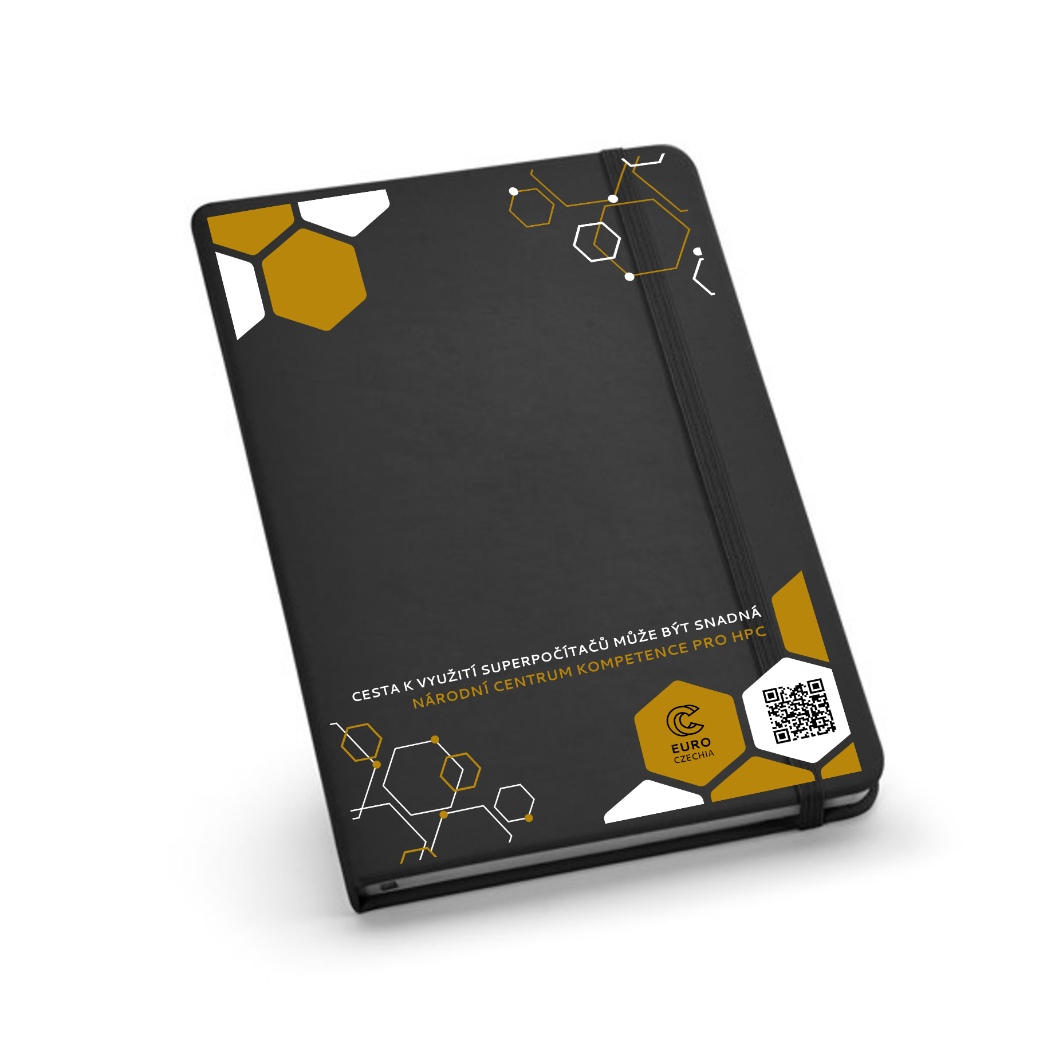 CESTA K VYUŽITÍ SUPERPOČÍTAČŮ MŮŽE BÝT SNADNÁ
NÁRODNÍ CENTRUM KOMPETENCE PRO HPC
EURO
CZECHIA